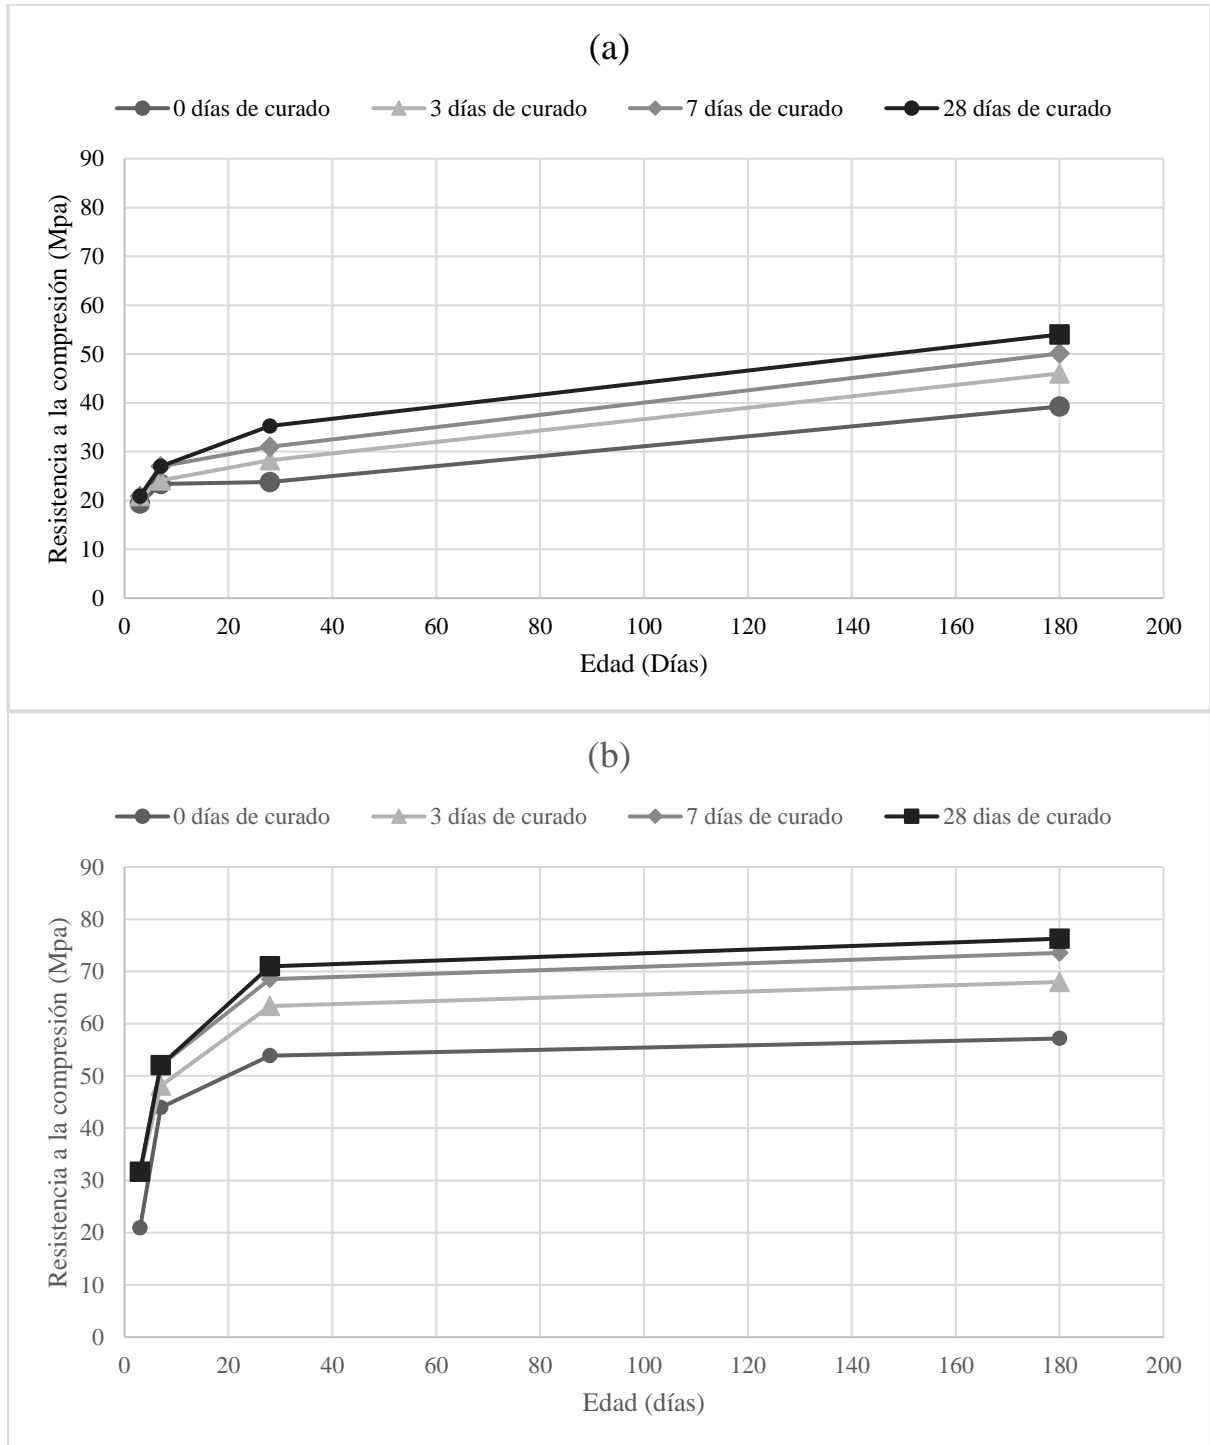 (a)
0 días de curado 3 días de curado 7 días de curado 28 días de curado
Resistencia a la compresión (Mpa)
90
80
70
60
50
40
30
20
10
0
0 20 40 60 80 100 120 140 160 180 200
Edad (Días)
(b)
0 días de curado 3 días de curado 7 días de curado 28 dias de curado
Resistencia a la compresión (Mpa)
90
80
70
60
50
40
30
20
10
0
0 20 40 60 80 100 120 140 160 180 200
Edad (días)